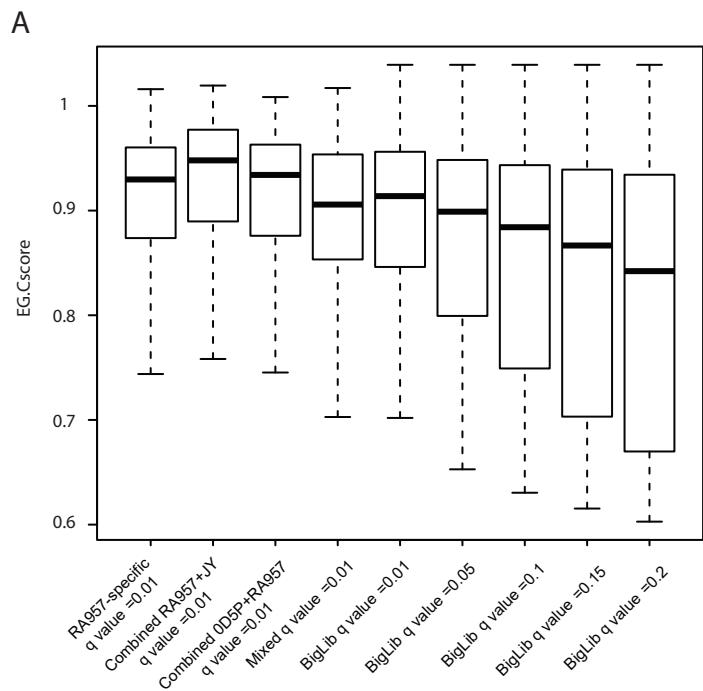 A
1
0.9
0.8
0.7
0.6
EG.Cscore
RA957-specific
q value =0.01
Combined RA957+JY
q value =0.01
Combined 0D5P+RA957
q value =0.01
Mixed q value =0.01
BigLib q value =0.01
BigLib q value =0.05
BigLib q value =0.1
BigLib q value =0.15
BigLib q value =0.2